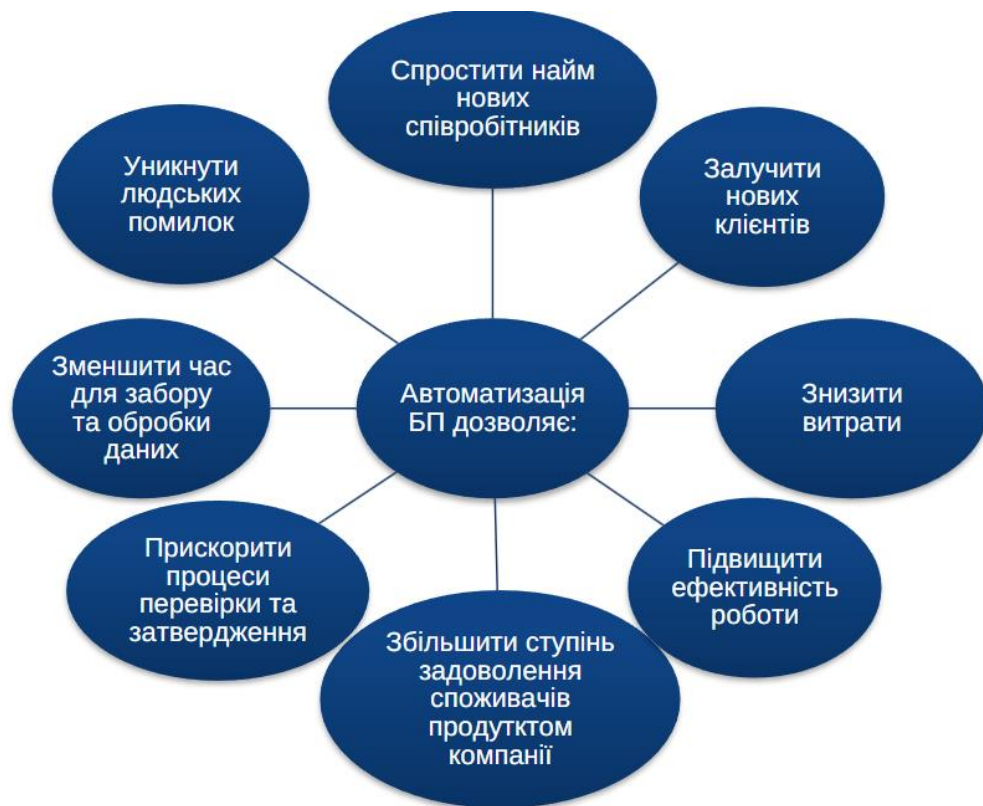 Спростити найм
нових
співробітників
Уникнути
людських
помилок
Залучити
нових
клієнтів
Зменшити час
для забору
та обробки
даних
Автоматизація
БП дозволяє:
Знизити
витрати
Прискорити
процеси
перевірки та
затвердження
Підвищити
ефективність
роботи
Збільшити ступінь
задоволення
споживачів
продутктом
компанії